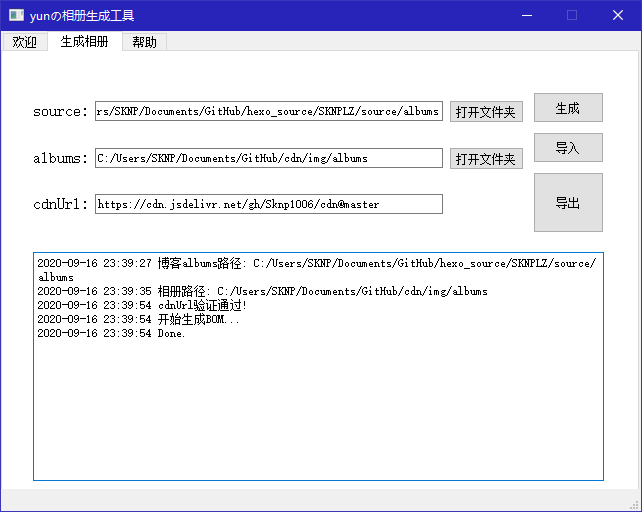 yunの相册生成工具
欢迎 生成相册 帮助
source: rs/SKNP/Documents/GitHub/hexo_source/SKNPLZ/source/albums 打开文件夹 生成
albums: C:/Users/SKNP/Documents/GitHub/cdn/img/albums 打开文件夹 导入
cdnUrl: https://cdn.jsdelivr.net/gh/Sknp1006/cdn@master 导出
2020-09-16 23:39:27 博客albums路径: C:/Users/SKNP/Documents/GitHub/hexo_source/SKNPLZ/source/
albums
2020-09-16 23:39:35 相册路径: C:/Users/SKNP/Documents/GitHub/cdn/img/albums
2020-09-16 23:39:54 cdnUrl验证通过!
2020-09-16 23:39:54 开始生成BOM...
2020-09-16 23:39:54 Done.